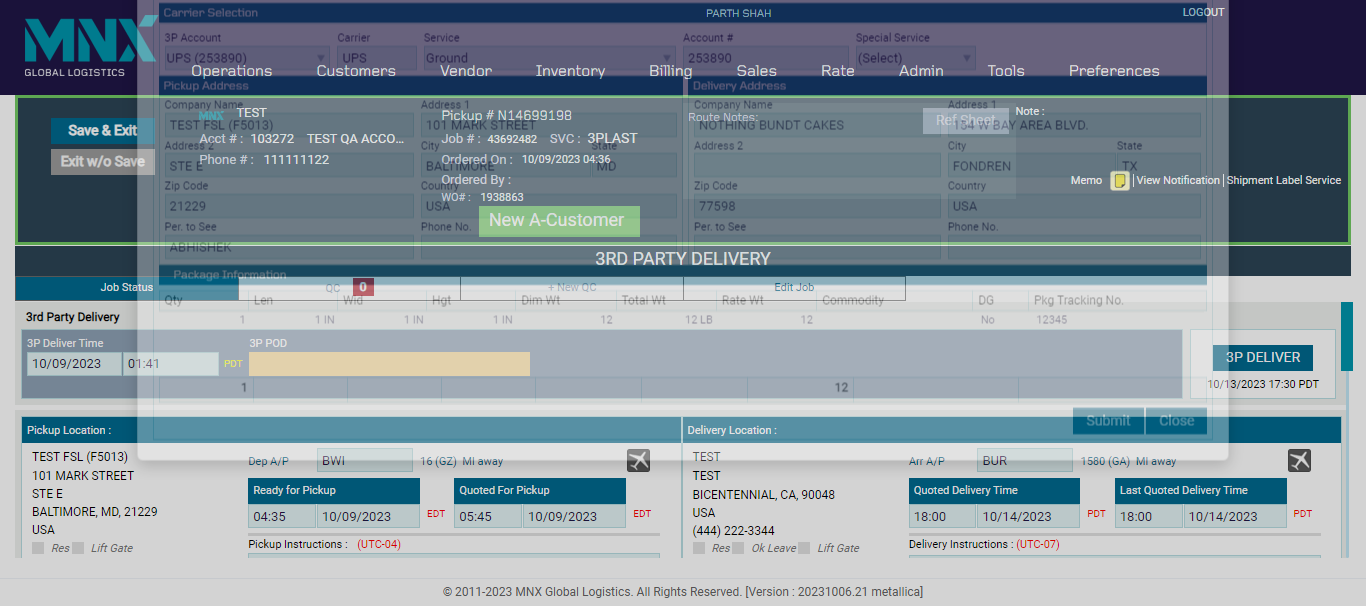 Carrier Selection
PARTH SHAH
LOGOUT
MNX
GLOBAL LOGISTICS
3P Account
Carrier
Service
Account #
Special Service
UPS (253890)
UPS
Ground
253890
(Select)
Operations
Customers
Vendor
Inventory
Billing
Sales
Rate
Admin
Tools
Preferences
Pickup Address
Delivery Address
Company Name
Address 1
Company Name
Address 1
Save & Exit
Exit w/o Save
MNX
TEST
Acct # : 103272 TEST QA ACCO...
Phone # : 111111122
Pickup # N14699198
Job # : 43692482 SVC : 3PLAST
Ordered On : 10/09/2023 04:36
Ordered By :
WO# : 1938863
New A-Customer
Route Notes:
Ref Sheet
Note :
Memo
View Notification
Shipment Label Service
TEST FSL (F5013)
101 MARK STREET
NOTHING BUNDT CAKES
154 W BAY AREA BLVD.
Address 2
City
State
Address 2
City
State
STE E
BALTIMORE
MD
FONDREN
TX
Zip Code
Country
Zip Code
Country
21229
USA
77598
USA
Per. to See
Phone No.
Per. to See
Phone No.
ABHISHEK
3RD PARTY DELIVERY
Package Information
Job Status
QC 0
+ New QC
Edit Job
Qty
Len
Wid
Hgt
Dim Wt
Total Wt
Rate Wt
Commodity
DG
Pkg Tracking No.
1
1 IN
1 IN
1 IN
12
12 LB
12
No
12345
3rd Party Delivery
3P Deliver Time
3P POD
10/09/2023
01:41
PDT
3P DELIVER
10/13/2023 17:30 PDT
1
12
Submit
Close
Pickup Location :
Delivery Location :
TEST FSL (F5013)
101 MARK STREET
STE E
BALTIMORE, MD, 21229
USA
Res
Lift Gate
Dep A/P
BWI
16 (GZ) MI away
Ready for Pickup
Quoted For Pickup
04:35
10/09/2023
EDT
05:45
10/09/2023
EDT
Pickup Instructions : (UTC-04)
TEST
TEST
BICENTENNIAL, CA, 90048
USA
(444) 222-3344
Res
Ok Leave
Lift Gate
Arr A/P
BUR
1580 (GA) MI away
Quoted Delivery Time
Last Quoted Delivery Time
18:00
10/14/2023
PDT
18:00
10/14/2023
PDT
Delivery Instructions : (UTC-07)
© 2011-2023 MNX Global Logistics. All Rights Reserved. [Version : 20231006.21 metallica]